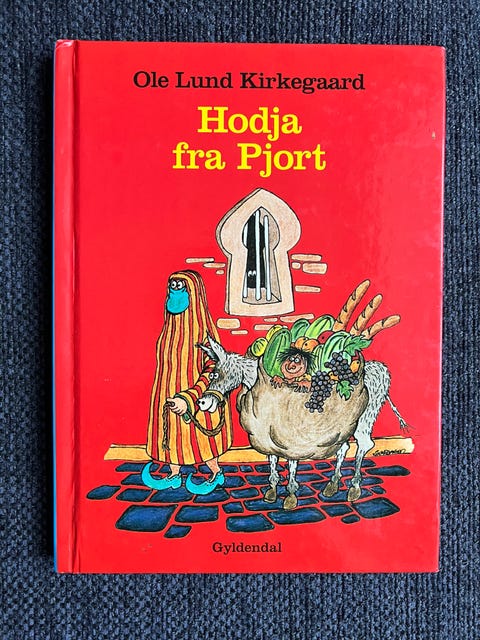 Ole Lund Kirkegaard
Hodja
fra Pjort
Gyldendal